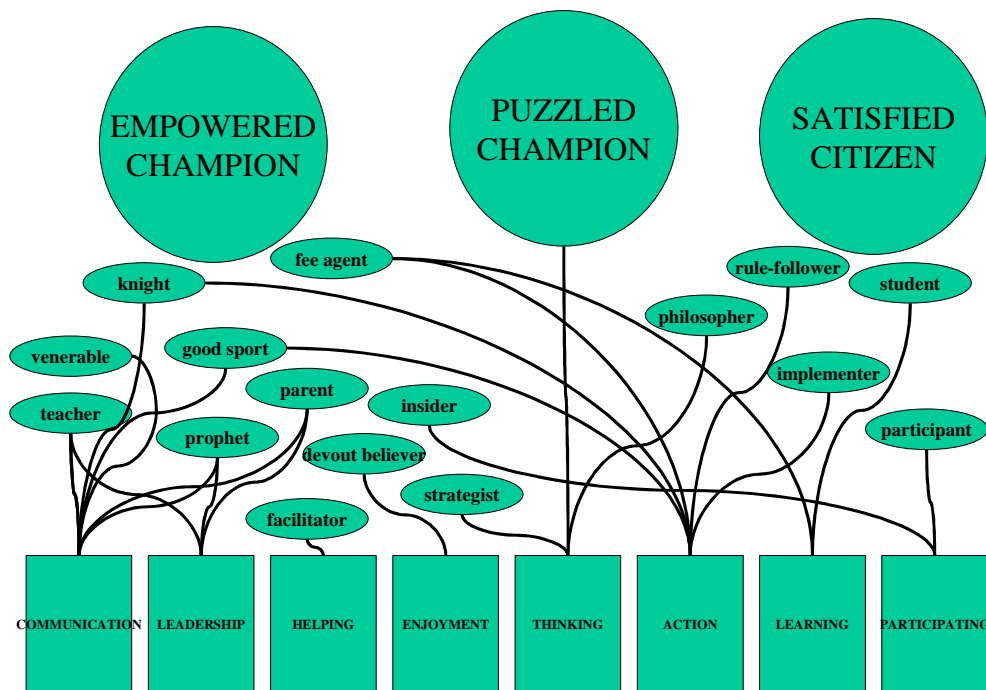 EMPOWERED
CHAMPION
PUZZLED
CHAMPION
SATISFIED
CITIZEN
fee agent
rule-follower
knight
student
philosopher
venerable
good sport
implementer
parent
insider
teacher
participant
prophet
devout believer
strategist
facilitator
COMMUNICATION
LEADERSHIP
HELPING
ENJOYMENT
THINKING
ACTION
LEARNING
PARTICIPATING